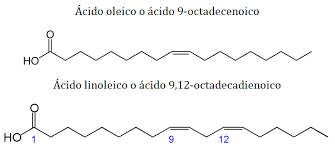 Ácido oleico o ácido 9-octadecenoico
O
HO
Ácido linoleico o ácido 9,12-octadecadienoico
O
HO
1 9 12